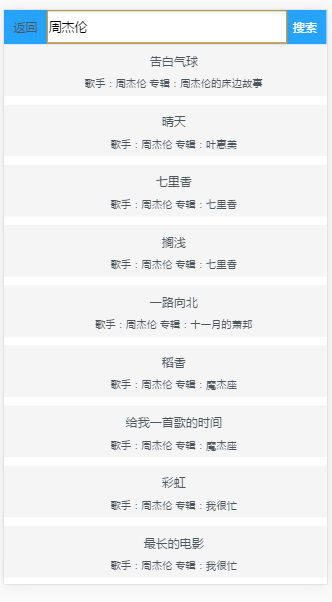 返回 周杰伦 搜索
告白气球
歌手：周杰伦 专辑：周杰伦的床边故事
晴天
歌手：周杰伦 专辑：叶惠美
七里香
歌手：周杰伦 专辑：七里香
搁浅
歌手：周杰伦 专辑：七里香
一路向北
歌手：周杰伦 专辑：十一月的萧邦
稻香
歌手：周杰伦 专辑：魔杰座
给我一首歌的时间
歌手：周杰伦 专辑：魔杰座
彩虹
歌手：周杰伦 专辑：我很忙
最长的电影
歌手：周杰伦 专辑：我很忙